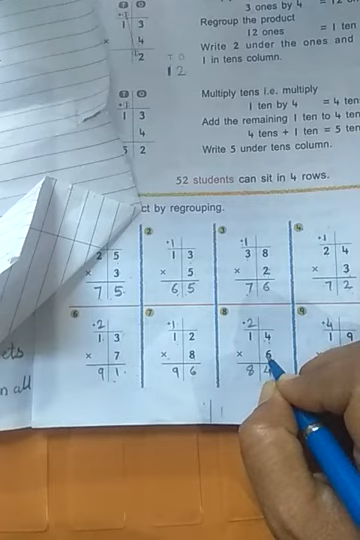 3 ones by 4 = 12
Regroup the product
12 ones = 1 ten
Write 2 under the ones and
1 in tens column.
T O
+1
1 3
× 4
12
T O
1 2
Multiply tens i.e. multiply
1 ten by 4 = 4 ten
Add the remaining 1 ten to 4 ten
4 tens + 1 ten = 5 ten
Write 5 under tens column.
T O
+1
1 3
4
5 2
52 students can sit in 4 rows.
ct by regrouping.
2 5
× 3
7 5
2
+1
1 3
× 5
6 5
3
+1
3 8
× 2
7 6
4
+1
2 4
× 3
7 2
6
+2
1 3
× 7
9 1
7
+1
1 2
× 8
9 6
8
+2
1 4
× 6
8 4
9
+4
1 9
×
ets
n all